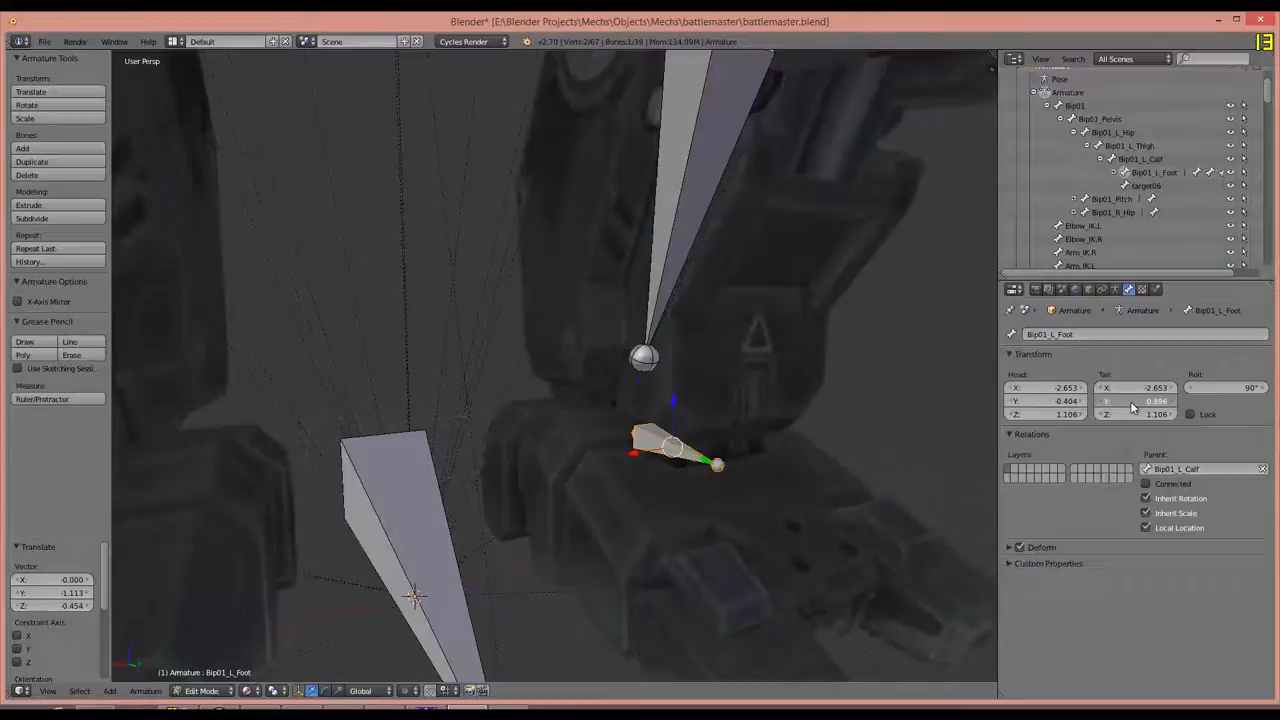 Blender* [E:\Blender Projects\Mechs\Objects\Mechs\battlemaster\battlemaster.blend]
File Render Window Help Default Scene Cycles Render v2.70 | Verts:2/67 | Bones:1/39 | Mem:134.09M | Armature
13
Armature Tools
User Persp
View Search All Scenes
Transform:
Translate
Rotate
Scale
Bones:
Add
Duplicate
Delete
Modeling:
Extrude
Subdivide
Repeat:
Repeat Last
History...
Armature Options
X-Axis Mirror
Grease Pencil
Draw Line
Poly Erase
Use Sketching Sessi...
Measure:
Ruler/Protractor
Translate
Vector:
X: -0.000
Y: -1.113
Z: -0.454
Constraint Axis
X
Y
Z
Orientation
Pose
Armature
Bip01
Bip01_Pelvis
Bip01_L_Hip
Bip01_L_Thigh
Bip01_L_Calf
Bip01_L_Foot
target06
Bip01_Pitch
Bip01_R_Hip
Elbow_IK.L
Elbow_IK.R
Arm_IK.R
Arm_IK.L
Armature Armature Bip01_L_Foot
Bip01_L_Foot
Transform
Head: Tail: Roll:
X: -2.653 X: -2.653 90°
Y: -0.404 Y: 0.896
Z: 1.106 Z: 1.106 Lock
Relations
Layers: Parent:
Bip01_L_Calf
Connected
Inherit Rotation
Inherit Scale
Local Location
Deform
Custom Properties
(1) Armature : Bip01_L_Foot
View Select Add Armature Edit Mode Global